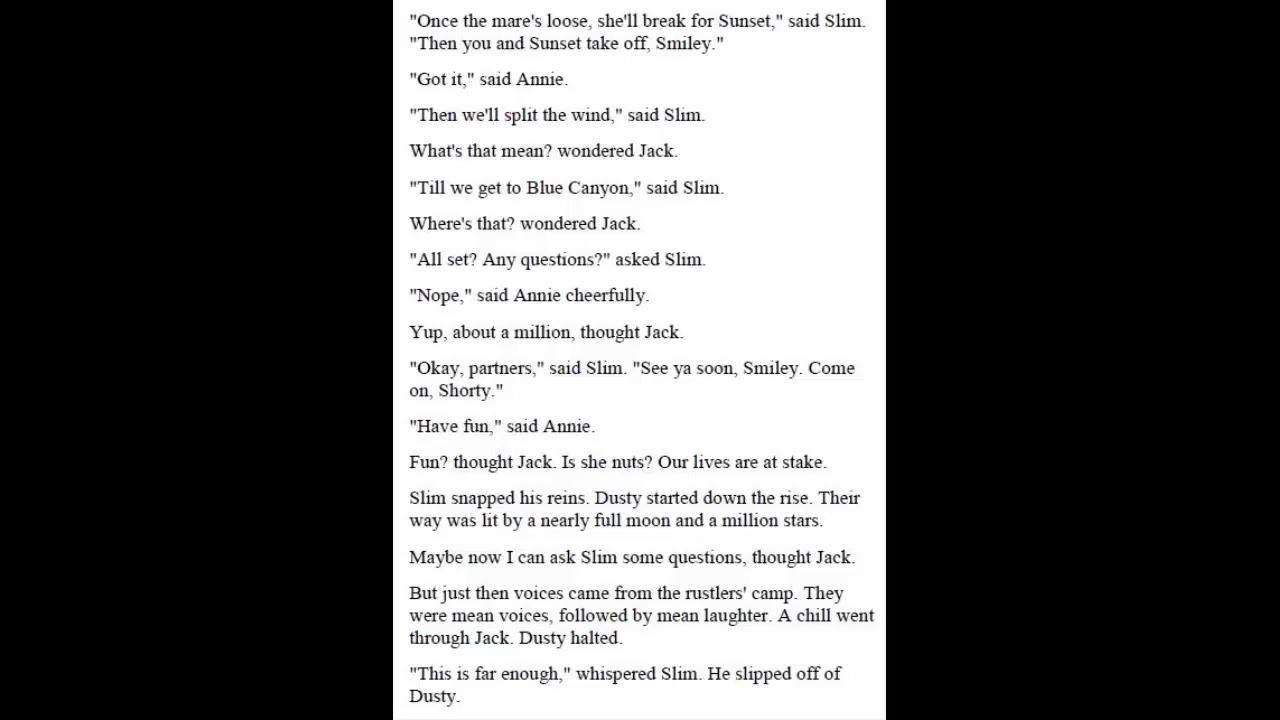 "Once the mare's loose, she'll break for Sunset," said Slim.
"Then you and Sunset take off, Smiley."
"Got it," said Annie.
"Then we'll split the wind," said Slim.
What's that mean? wondered Jack.
"Till we get to Blue Canyon," said Slim.
Where's that? wondered Jack.
"All set? Any questions?" asked Slim.
"Nope," said Annie cheerfully.
Yup, about a million, thought Jack.
"Okay, partners," said Slim. "See ya soon, Smiley. Come
on, Shorty."
"Have fun," said Annie.
Fun? thought Jack. Is she nuts? Our lives are at stake.
Slim snapped his reins. Dusty started down the rise. Their
way was lit by a nearly full moon and a million stars.
Maybe now I can ask Slim some questions, thought Jack.
But just then voices came from the rustlers' camp. They
were mean voices, followed by mean laughter. A chill went
through Jack. Dusty halted.
"This is far enough," whispered Slim. He slipped off of
Dusty.